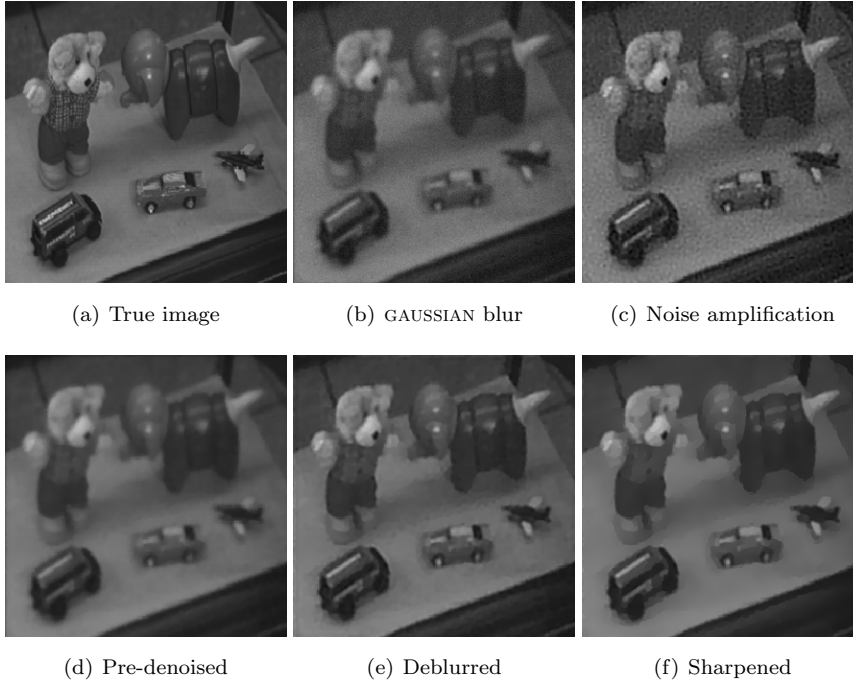 (a) True image
(b) GAUSSIAN blur
(c) Noise amplification
(d) Pre-denoised
(e) Deblurred
(f) Sharpened